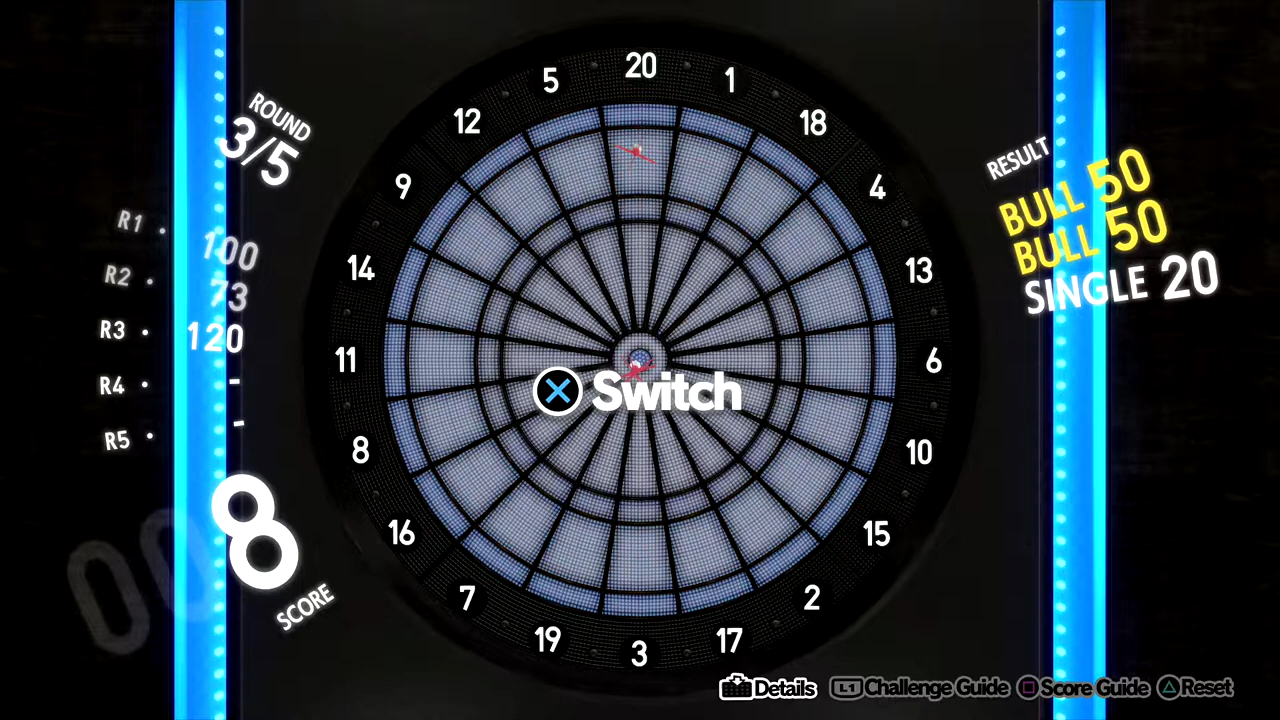 ROUND
3/5
R1 100
R2 73
R3 120
R4 -
R5 -
008
SCORE
20
1
18
4
13
6
10
15
2
17
3
19
7
16
8
11
14
9
12
5
Switch
RESULT
BULL 50
BULL 50
SINGLE 20
Details
L1 Challenge Guide
Score Guide
Reset